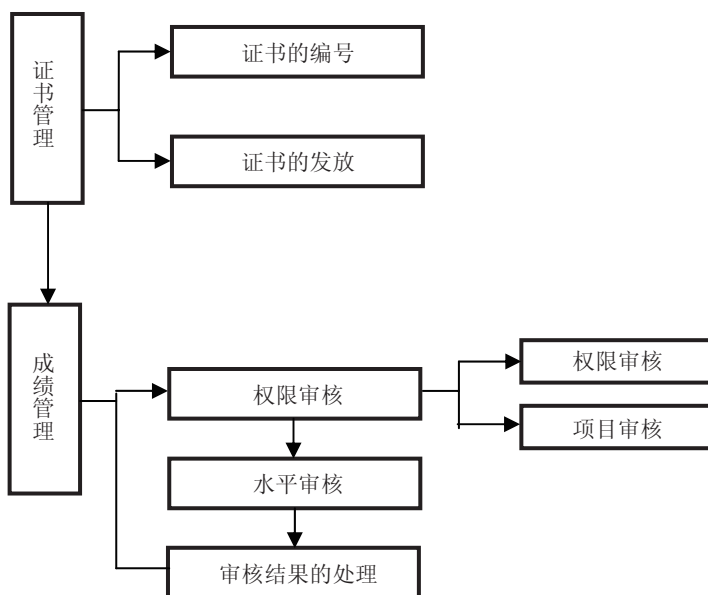 证书管理
证书的编号
证书的发放
成绩管理
权限审核
权限审核
项目审核
水平审核
审核结果的处理